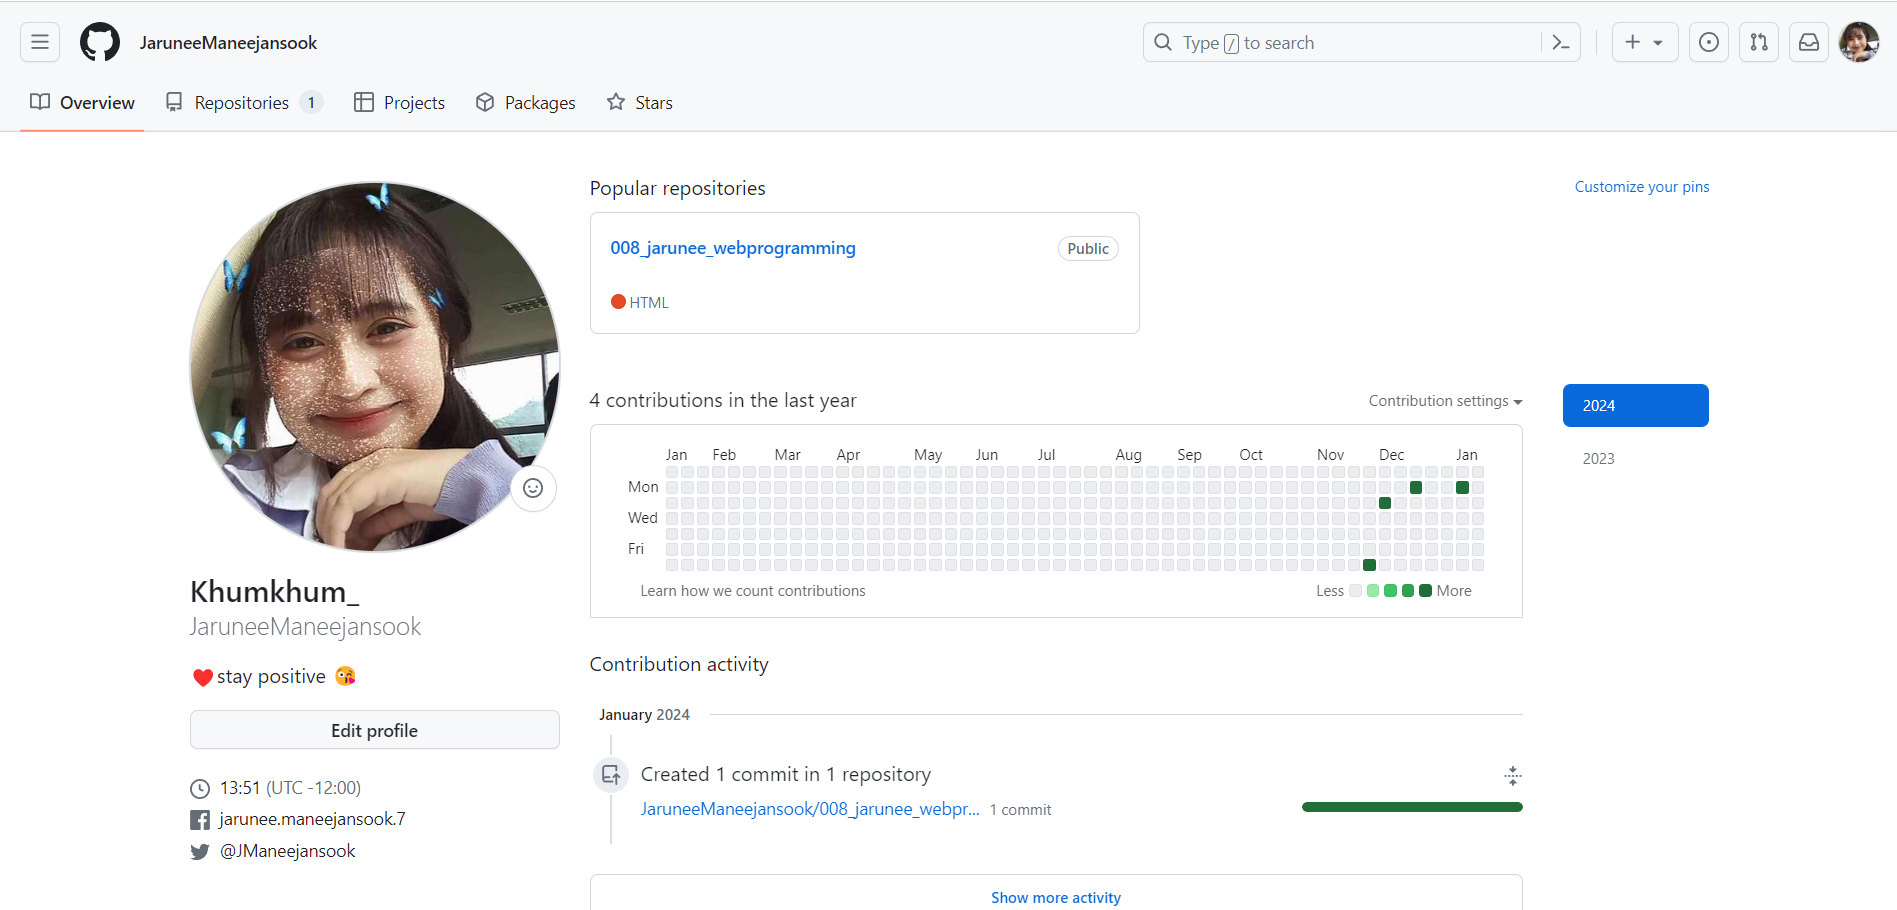 JaruneeManeejansook
Type / to search
Overview
Repositories 1
Projects
Packages
Stars
Popular repositories
Customize your pins
008_jarunee_webprogramming
Public
HTML
4 contributions in the last year
Contribution settings
2024
2023
Jan Feb Mar Apr May Jun Jul Aug Sep Oct Nov Dec Jan
Mon
Wed
Fri
Learn how we count contributions
Less More
Khumkhum_
JaruneeManeejansook
❤️stay positive 😘
Edit profile
13:51 (UTC -12:00)
jarunee.maneejansook.7
@JManeejansook
Contribution activity
January 2024
Created 1 commit in 1 repository
JaruneeManeejansook/008_jarunee_webpr... 1 commit
Show more activity